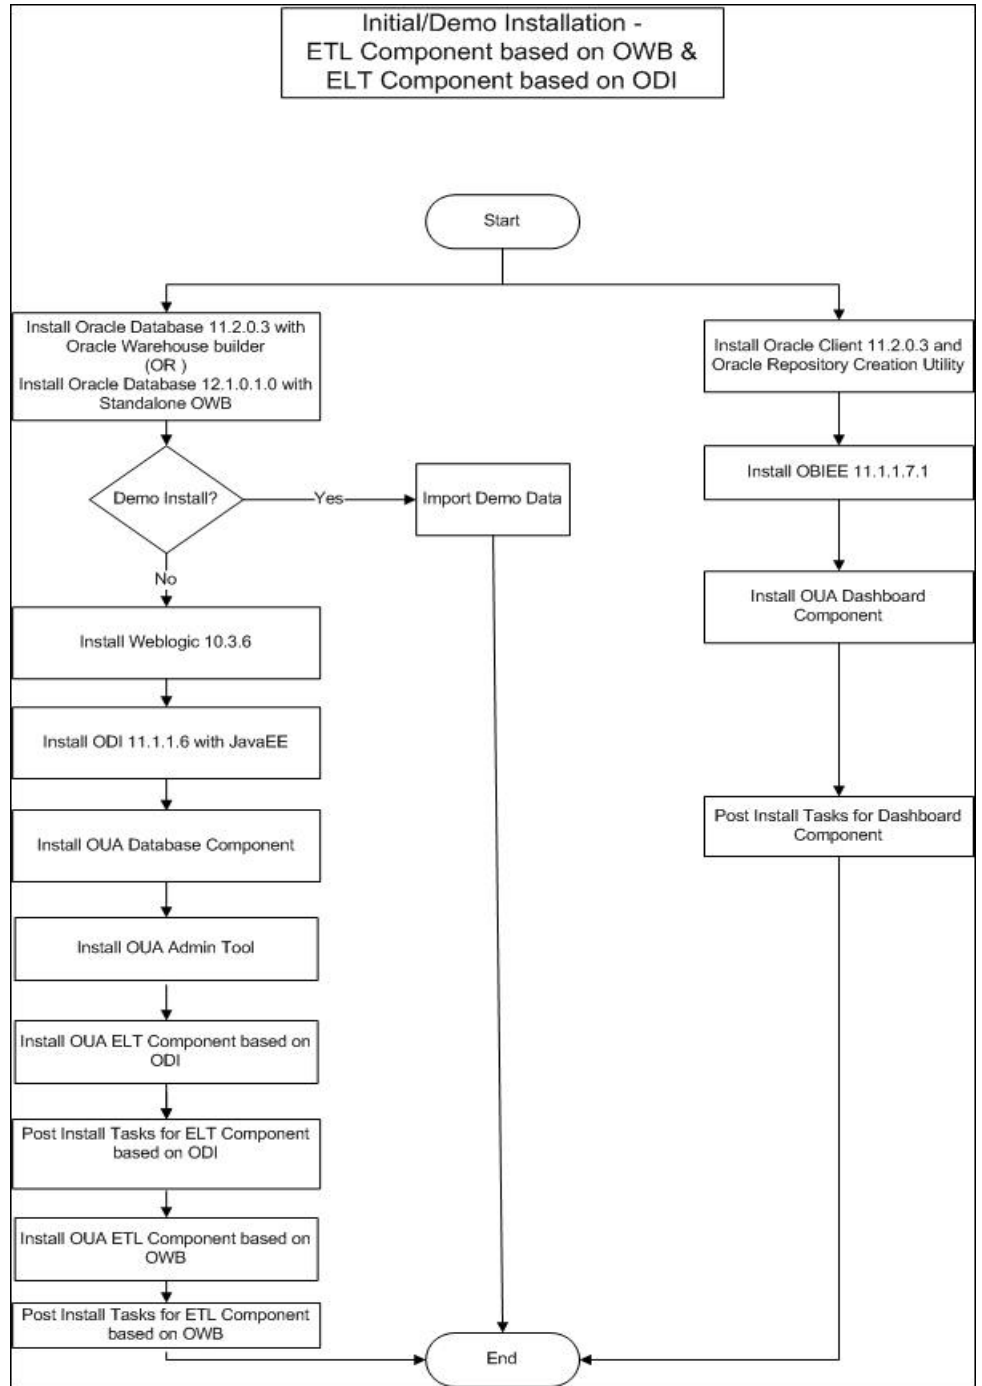 Initial/Demo Installation -
ETL Component based on OWB &
ELT Component based on ODI
Start
Install Oracle Database 11.2.0.3 with
Oracle Warehouse builder
(OR )
Install Oracle Database 12.1.0.1.0 with
Standalone OWB
Install Oracle Client 11.2.0.3 and
Oracle Repository Creation Utility
Demo Install?
Yes
Import Demo Data
Install OBIEE 11.1.1.7.1
No
Install OUA Dashboard
Component
Install Weblogic 10.3.6
Install ODI 11.1.1.6 with JavaEE
Install OUA Database Component
Post Install Tasks for Dashboard
Component
Install OUA Admin Tool
Install OUA ELT Component based on
ODI
Post Install Tasks for ELT Component
based on ODI
Install OUA ETL Component based on
OWB
Post Install Tasks for ETL Component
based on OWB
End